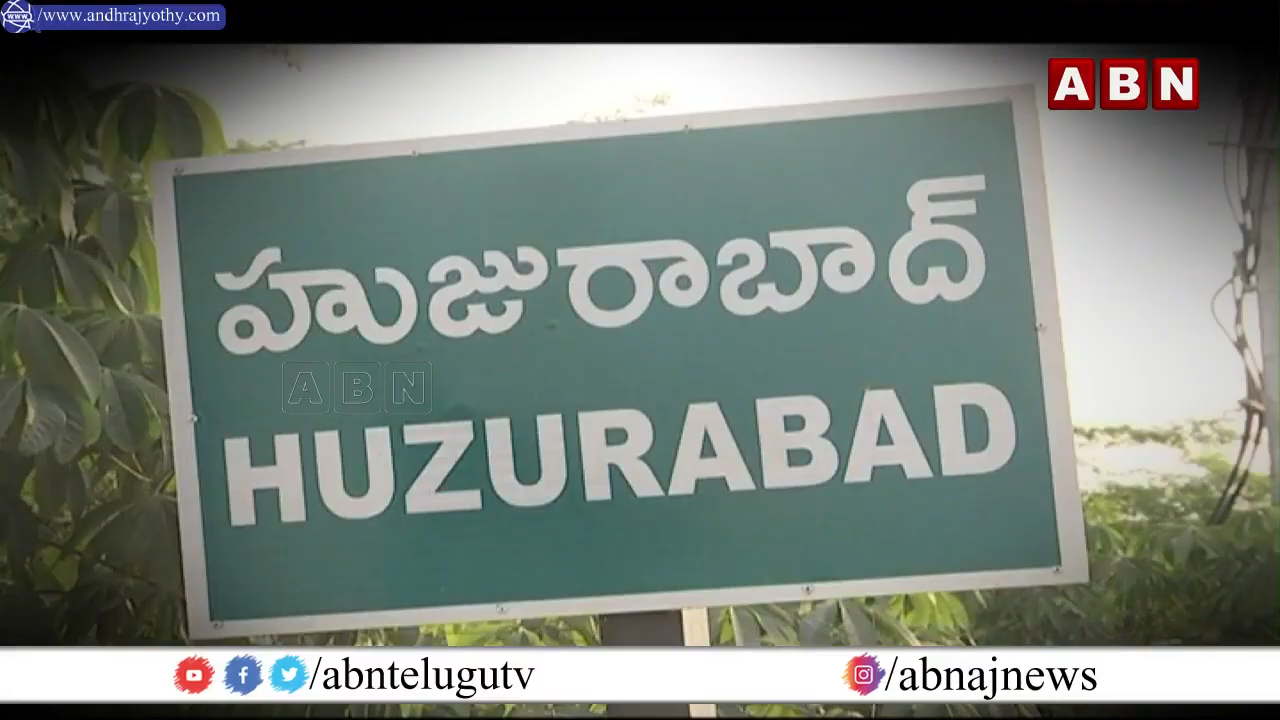 /www.andhrajyothy.com
ABN
హుజురాబాద్
ABN
HUZURABAD
/abntelugutv
/abnajnews